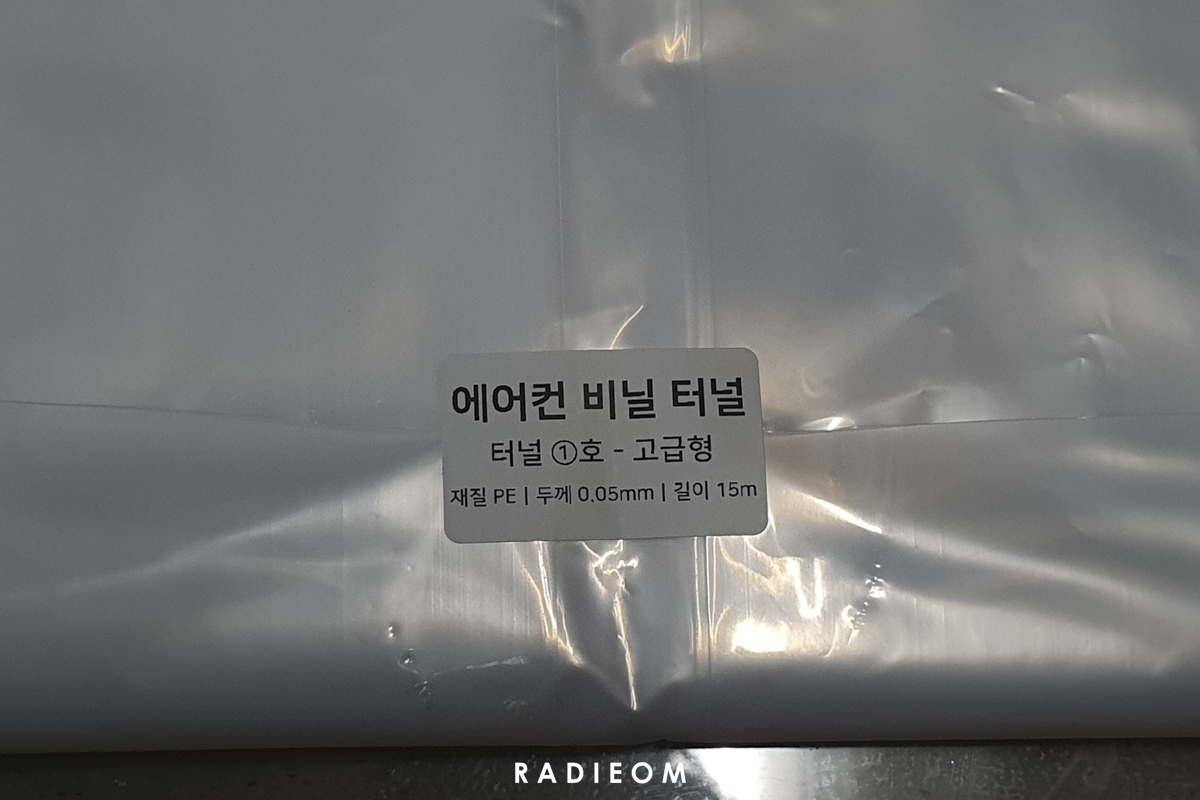 에어컨 비닐 터널
터널 ①호 - 고급형
재질 PE | 두께 0.05mm | 길이 15m
RADIEOM